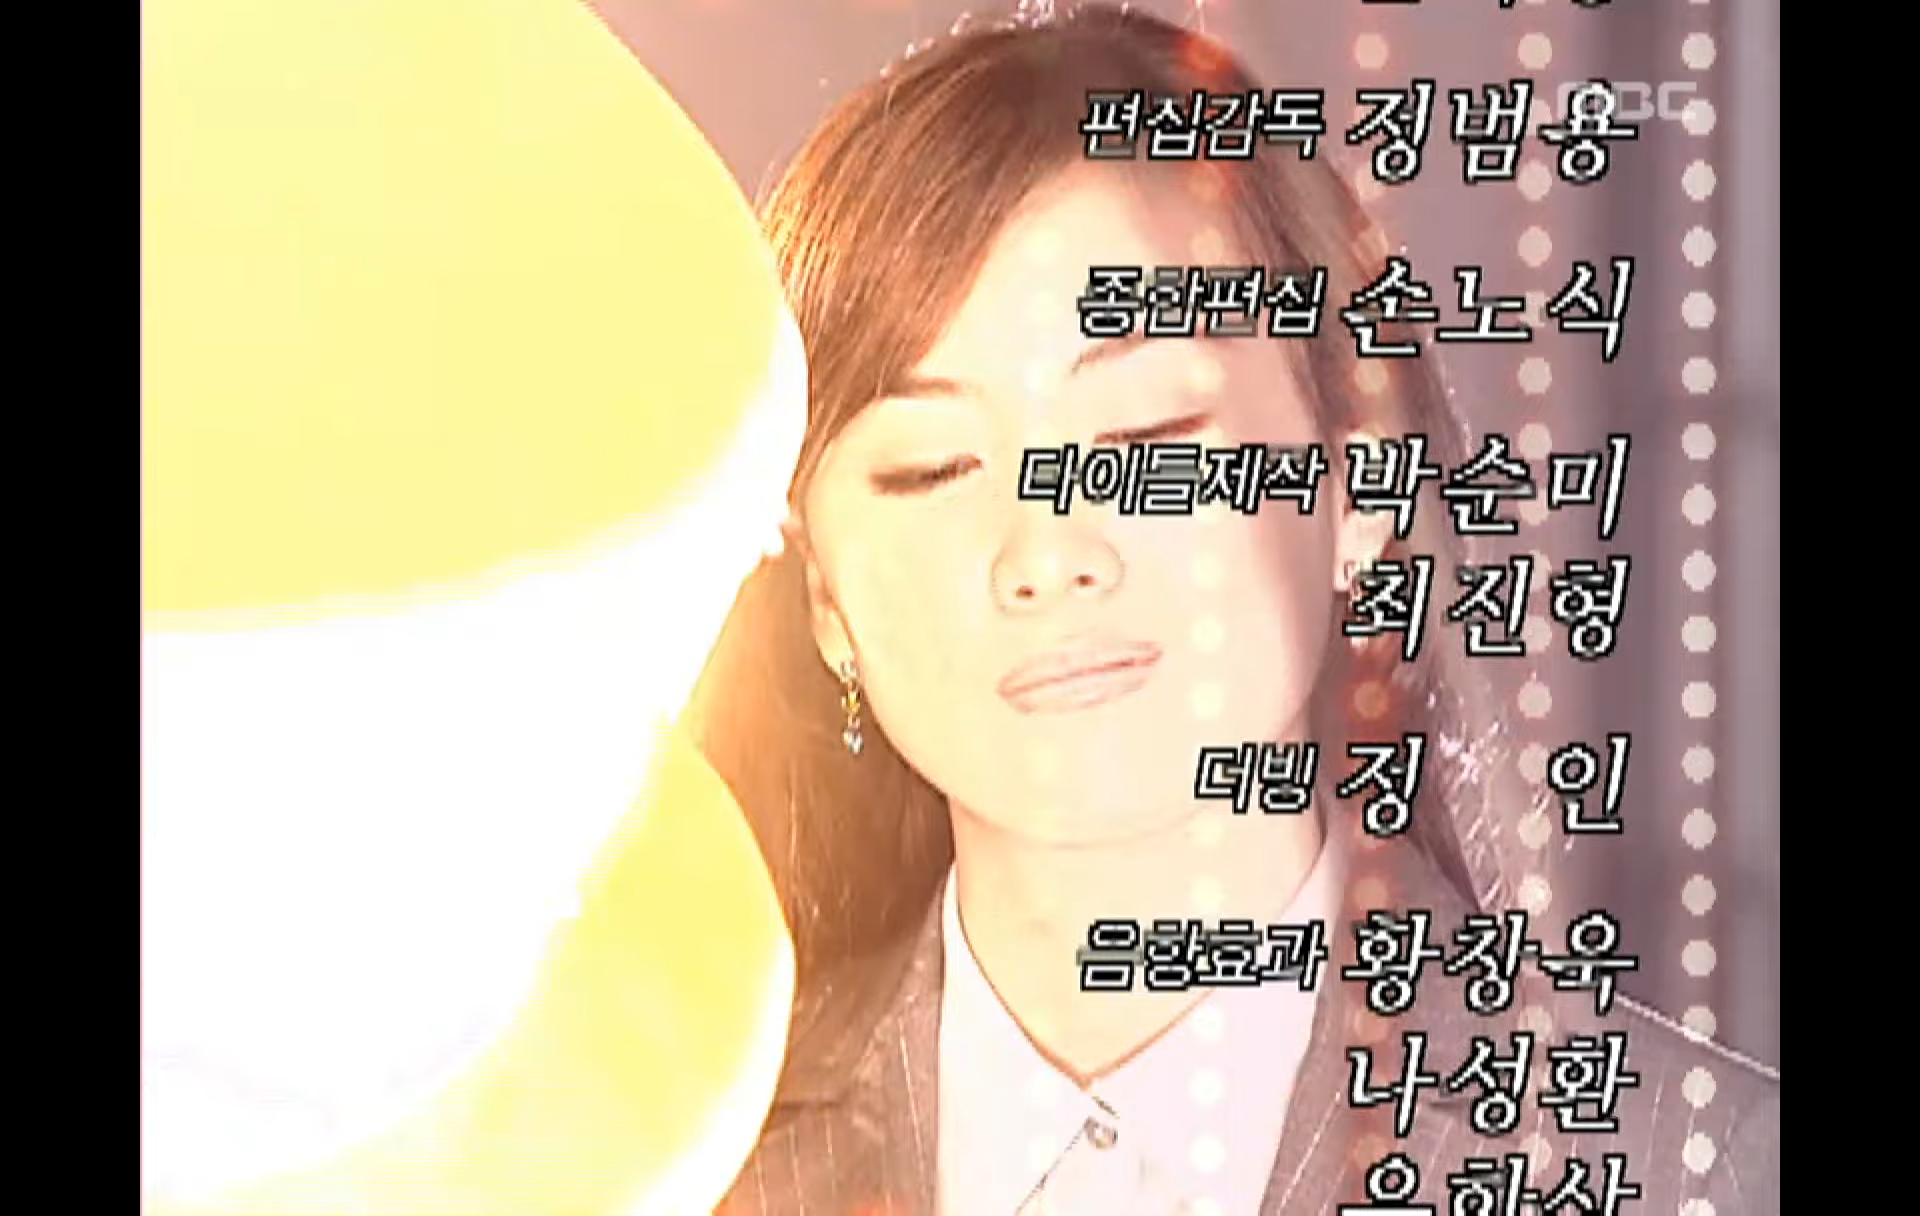 MBC
편집감독 정범용
종합편집 손노식
타이틀제작 박순미
최진형
더빙 정 인
음향효과 황창욱
나성환